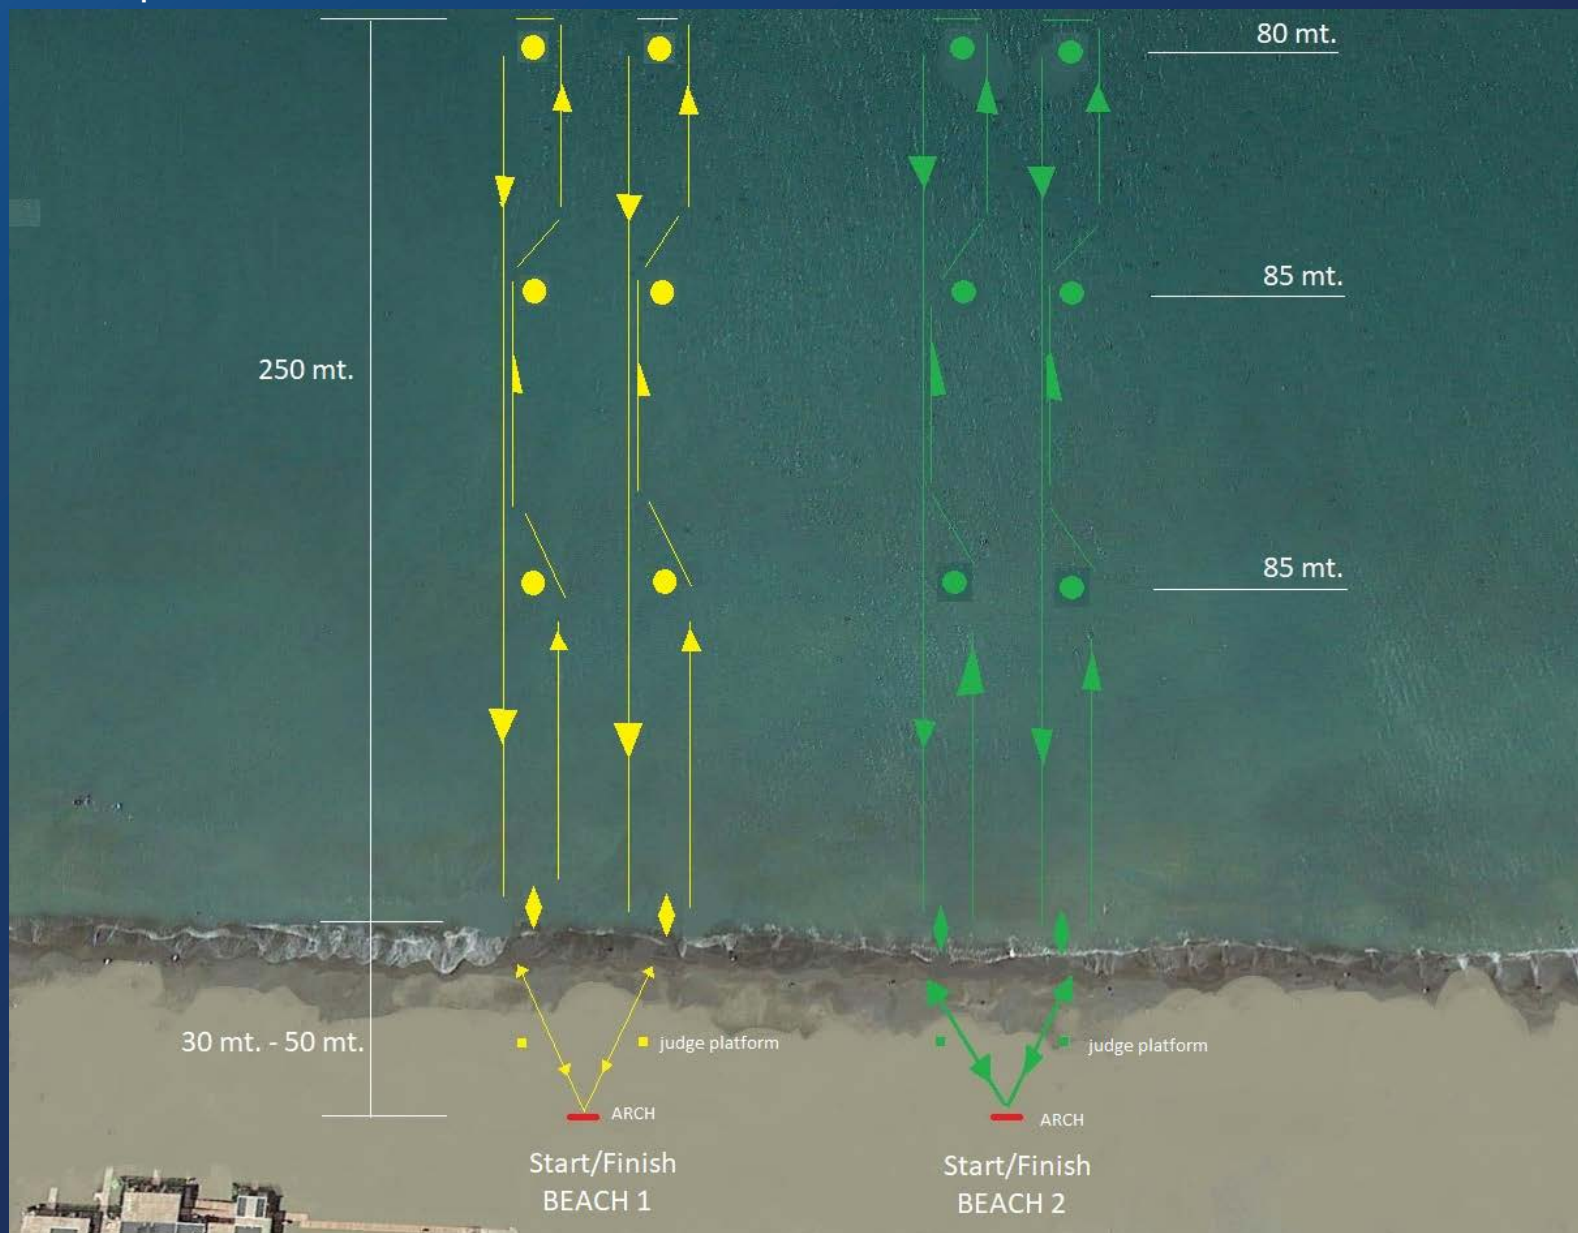 80 mt.
85 mt.
250 mt.
85 mt.
30 mt. - 50 mt.
judge platform
judge platform
ARCH
ARCH
Start/Finish
BEACH 1
Start/Finish
BEACH 2